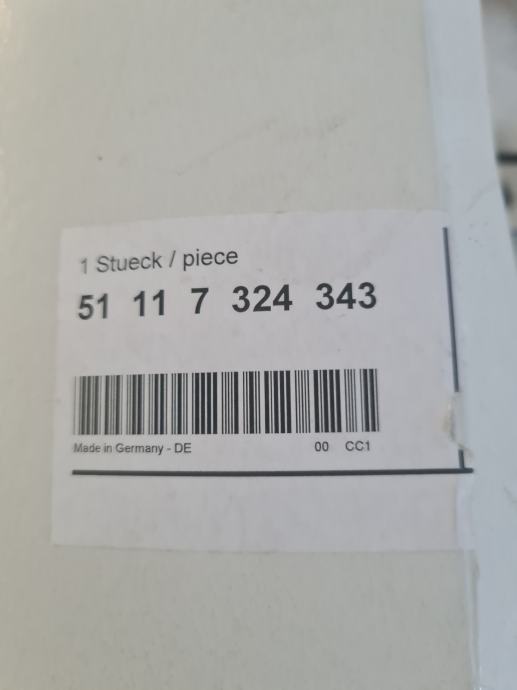 1 Stueck / piece
51 11 7 324 343
Made in Germany - DE 00 CC1